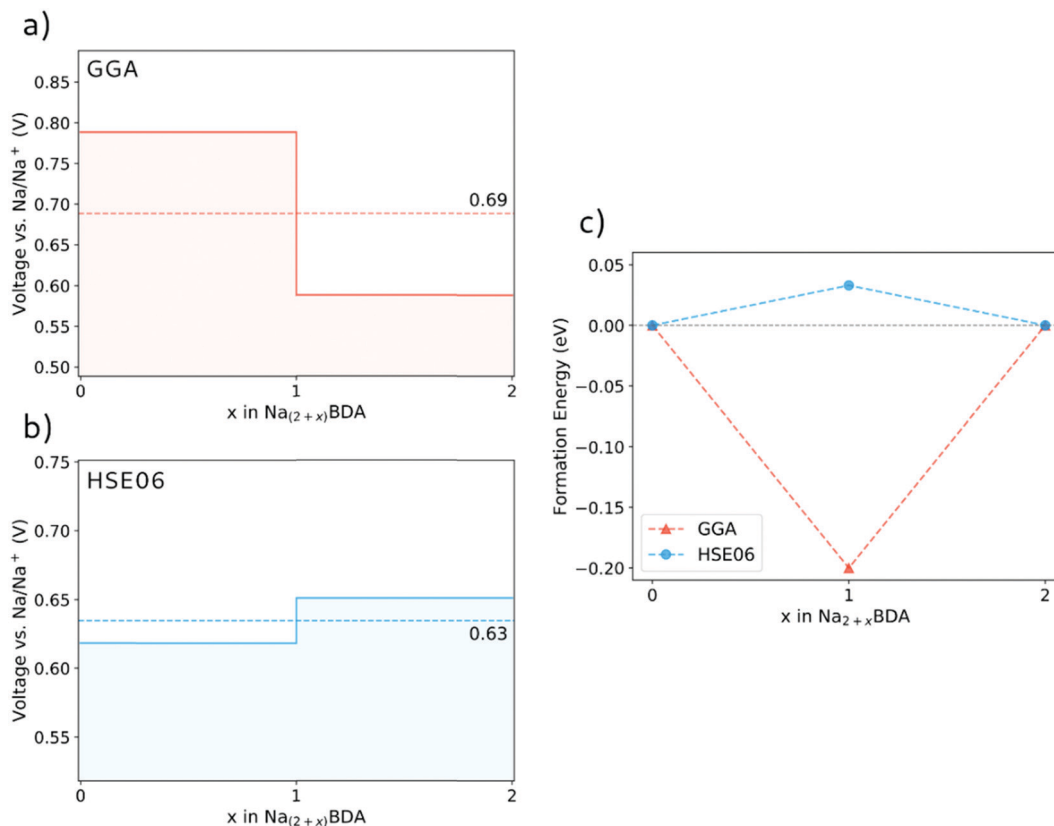 a)
GGA
Voltage vs. Na/Na⁺ (V)
0.85
0.80
0.75
0.70
0.65
0.60
0.55
0.50
0.69
0 1 2
x in Na₍₂₊ₓ₎BDA
b)
HSE06
Voltage vs. Na/Na⁺ (V)
0.75
0.70
0.65
0.60
0.55
0.63
0 1 2
x in Na₍₂₊ₓ₎BDA
c)
Formation Energy (eV)
0.05
0.00
−0.05
−0.10
−0.15
−0.20
GGA
HSE06
0 1 2
x in Na₂₊ₓBDA